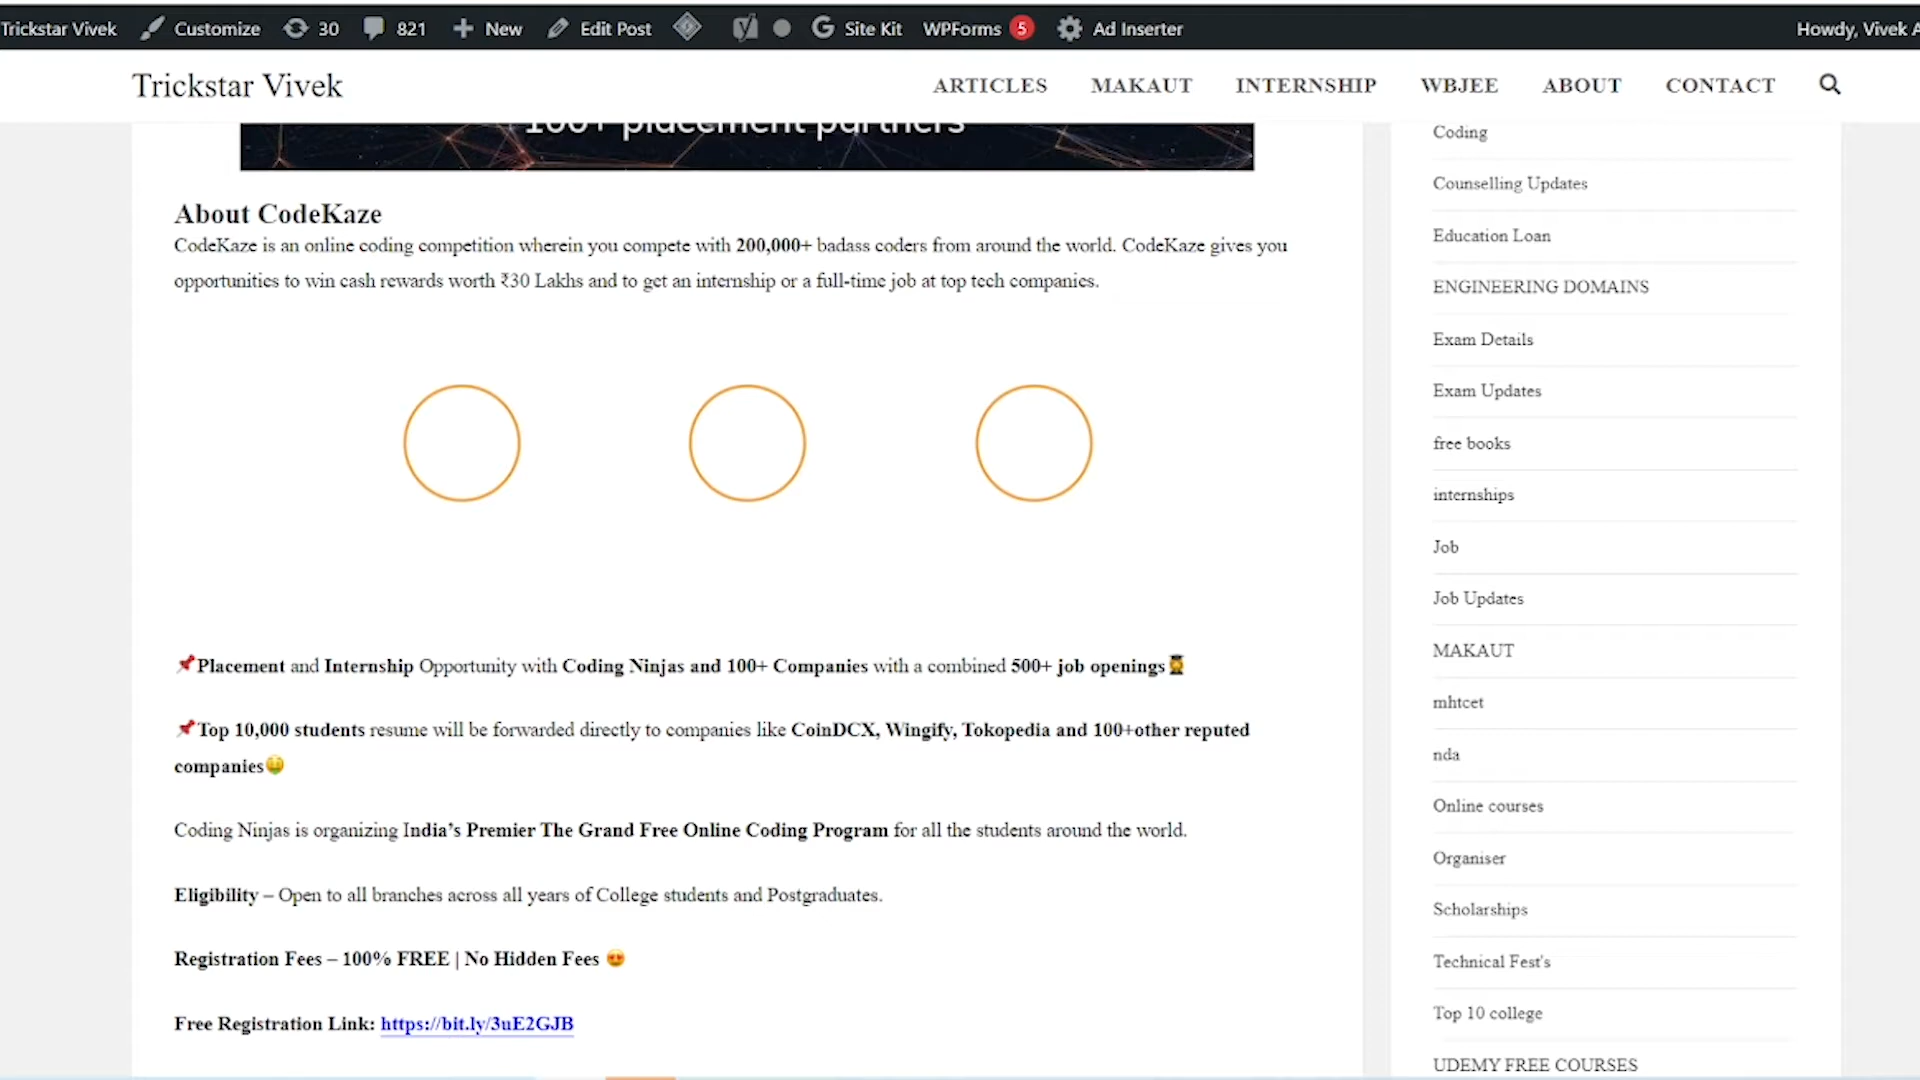 Trickstar Vivek Customize 30 821 New Edit Post Site Kit WPForms 5 Ad Inserter Howdy, Vivek A
Trickstar Vivek ARTICLES MAKAUT INTERNSHIP WBJEE ABOUT CONTACT
100+ placement partners
About CodeKaze
CodeKaze is an online coding competition wherein you compete with 200,000+ badass coders from around the world. CodeKaze gives you
opportunities to win cash rewards worth ₹30 Lakhs and to get an internship or a full-time job at top tech companies.
📌Placement and Internship Opportunity with Coding Ninjas and 100+ Companies with a combined 500+ job openings👩‍🎓
📌Top 10,000 students resume will be forwarded directly to companies like CoinDCX, Wingify, Tokopedia and 100+other reputed
companies🤑
Coding Ninjas is organizing India’s Premier The Grand Free Online Coding Program for all the students around the world.
Eligibility – Open to all branches across all years of College students and Postgraduates.
Registration Fees – 100% FREE | No Hidden Fees 😍
Free Registration Link: https://bit.ly/3uE2GJB
Coding
Counselling Updates
Education Loan
ENGINEERING DOMAINS
Exam Details
Exam Updates
free books
internships
Job
Job Updates
MAKAUT
mhtcet
nda
Online courses
Organiser
Scholarships
Technical Fest's
Top 10 college
UDEMY FREE COURSES